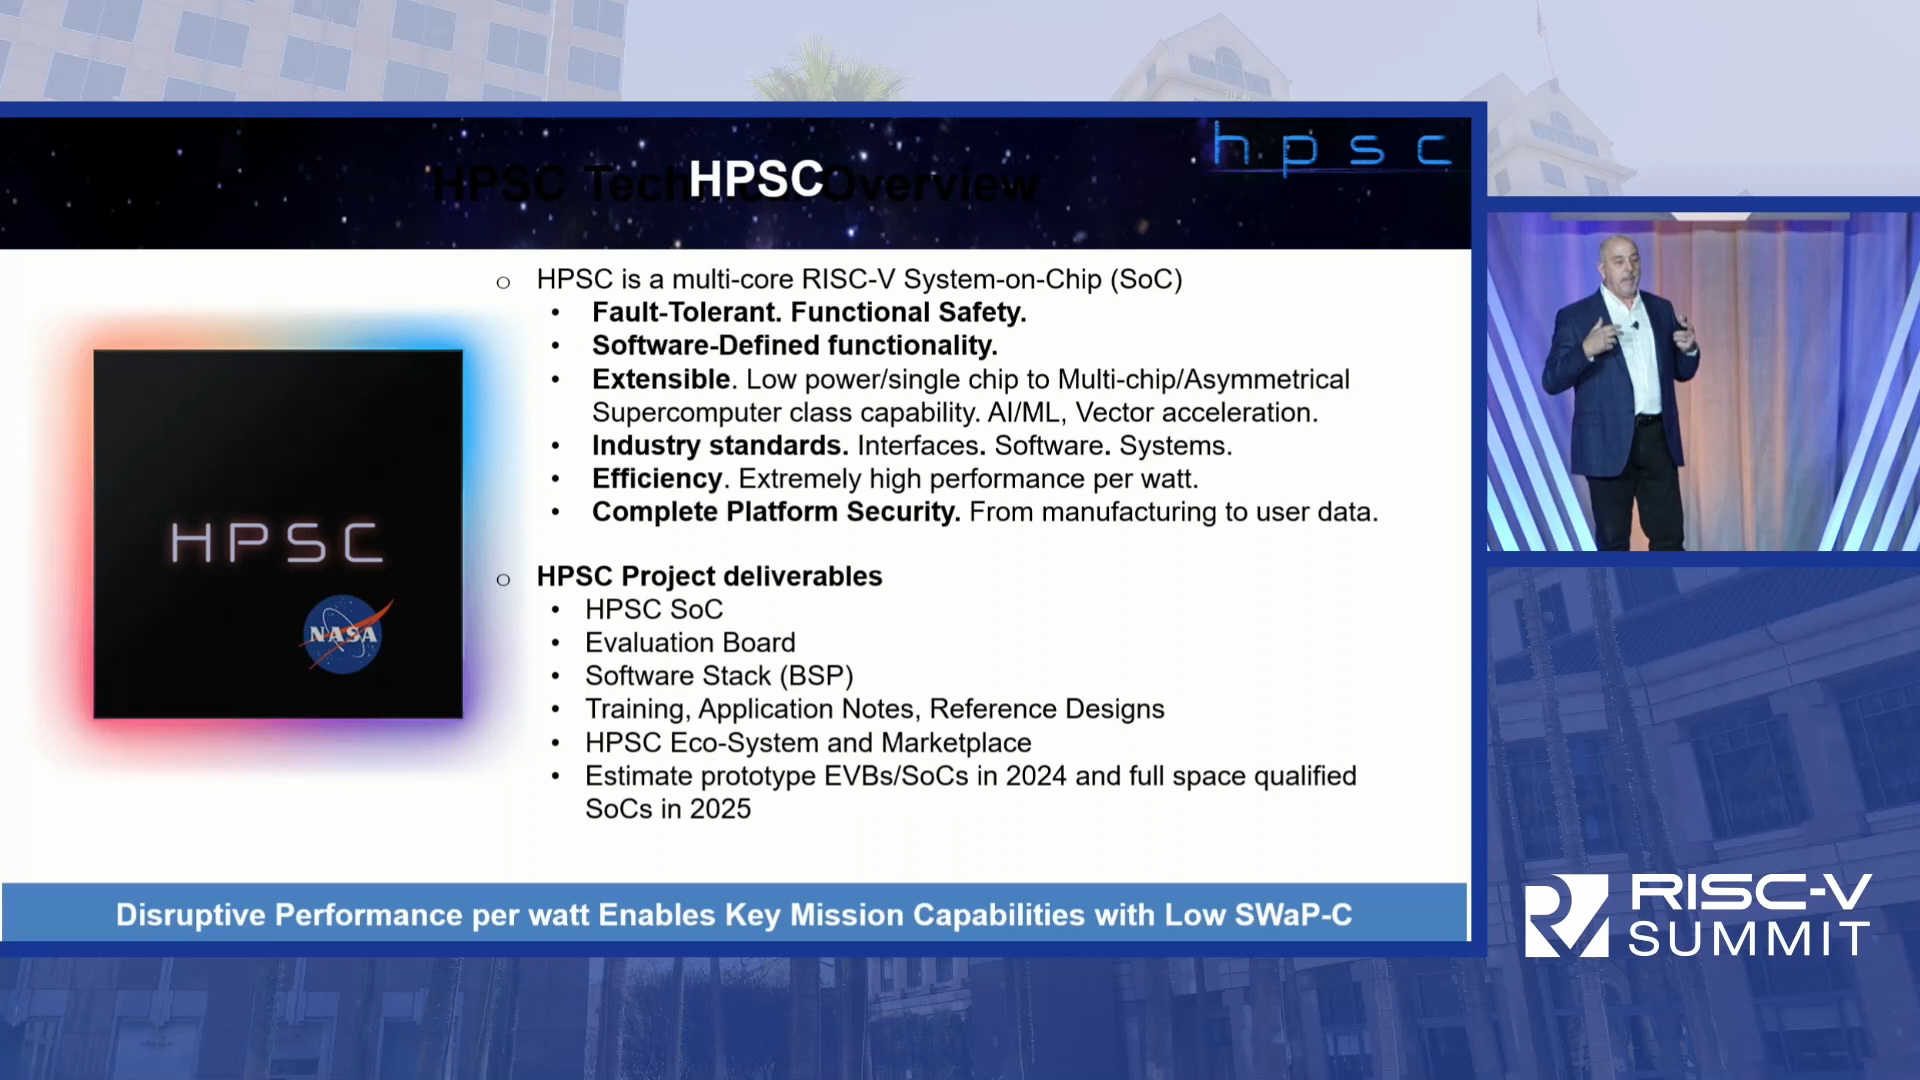 h p s c
HPSC Technical Overview
HPSC
HPSC is a multi-core RISC-V System-on-Chip (SoC)
Fault-Tolerant. Functional Safety.
Software-Defined functionality.
Extensible. Low power/single chip to Multi-chip/Asymmetrical
Supercomputer class capability. AI/ML, Vector acceleration.
Industry standards. Interfaces. Software. Systems.
Efficiency. Extremely high performance per watt.
Complete Platform Security. From manufacturing to user data.
HPSC
NASA
HPSC Project deliverables
HPSC SoC
Evaluation Board
Software Stack (BSP)
Training, Application Notes, Reference Designs
HPSC Eco-System and Marketplace
Estimate prototype EVBs/SoCs in 2024 and full space qualified
SoCs in 2025
Disruptive Performance per watt Enables Key Mission Capabilities with Low SWaP-C
RISC-V
SUMMIT